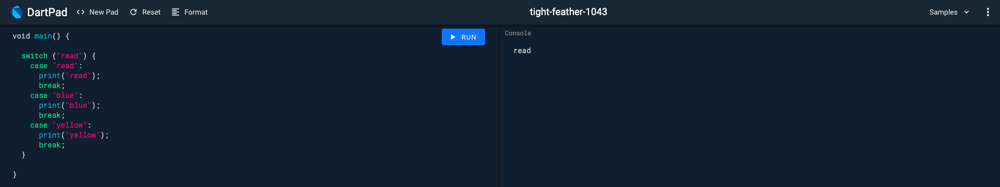 DartPad <> New Pad Reset Format tight-feather-1043 Samples
void main() {
RUN
switch ("read") {
case "read":
print("read");
break;
case "blue":
print("blue");
break;
case "yellow":
print("yellow");
break;
}
}
Console
read